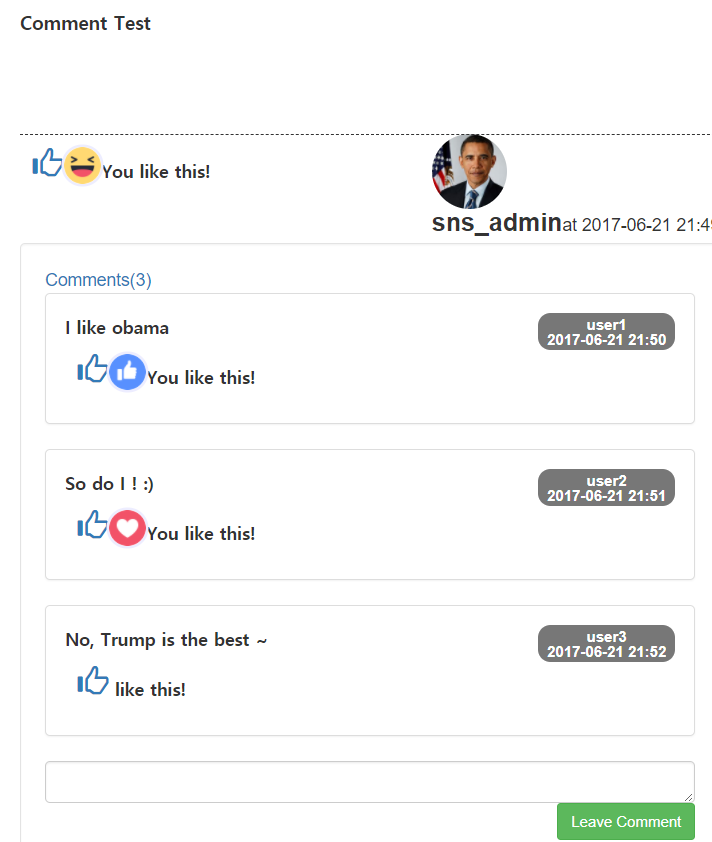 Comment Test
You like this!
sns_admin at 2017-06-21 21:4
Comments(3)
I like obama
user1
2017-06-21 21:50
You like this!
So do I ! :)
user2
2017-06-21 21:51
You like this!
No, Trump is the best ~
user3
2017-06-21 21:52
like this!
Leave Comment